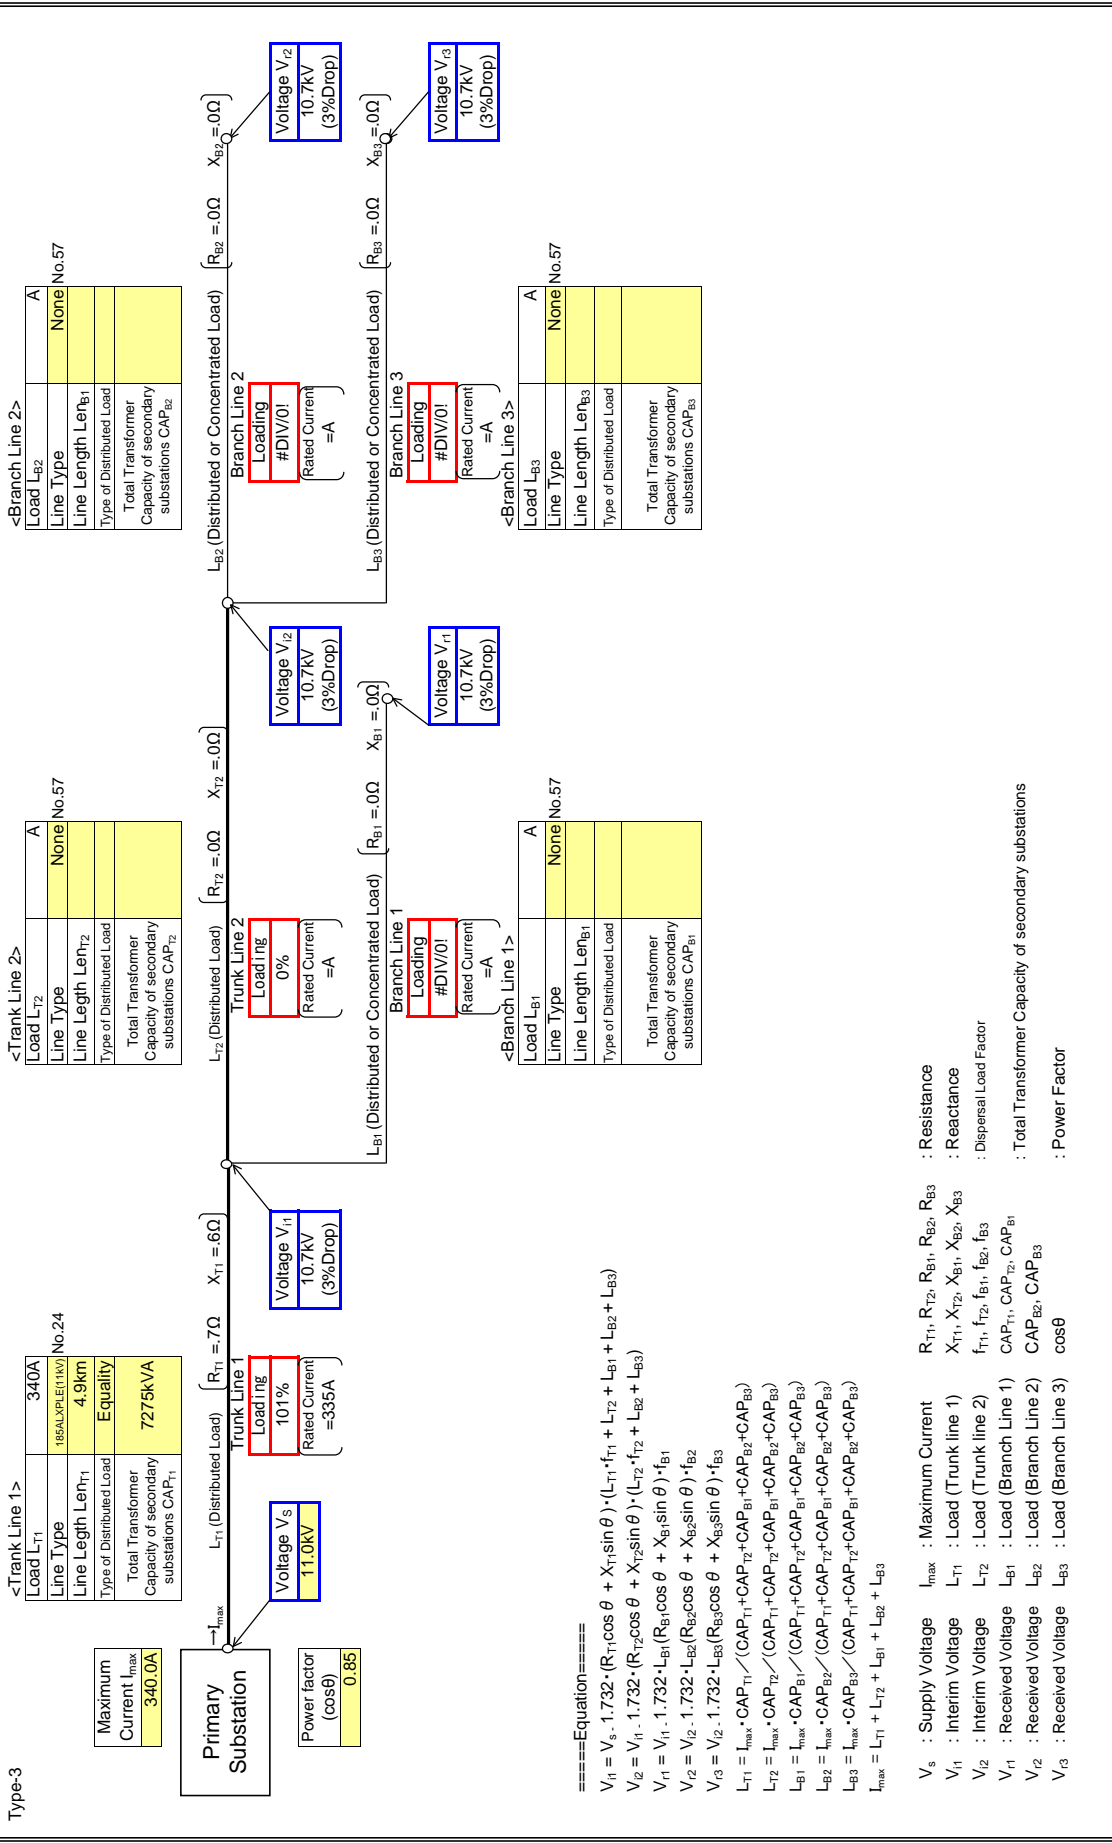 Type-3
<Trank Line 1>
Load LT1 340A
Line Type 185ALXPLE(11kV) No.24
Line Legth LenT1 4.9km
Type of Distributed Load Equality
Total Transformer
Capacity of secondary
substations CAPT1
7275kVA
<Trank Line 2>
Load LT2 A
Line Type None No.57
Line Length LenT2
Type of Distributed Load
Total Transformer
Capacity of secondary
substations CAPT2
<Branch Line 2>
Load LB2 A
Line Type None No.57
Line Length LenB1
Type of Distributed Load
Total Transformer
Capacity of secondary
substations CAPB2
Maximum
Current Imax
340.0A
Primary
Substation
→Imax
Power factor
(cosθ)
0.85
Voltage VS
11.0kV
LT1 (Distributed Load)
RT1 =.7Ω XT1 =.6Ω
Trunk Line 1
Loading
101%
Rated Current
=335A
Voltage Vi1
10.7kV
(3%Drop)
LT2 (Distributed Load)
RT2 =.0Ω XT2 =.0Ω
Trunk Line 2
Loading
0%
Rated Current
=A
Voltage Vi2
10.7kV
(3%Drop)
LB2 (Distributed or Concentrated Load)
RB2 =.0Ω XB2 =.0Ω
Branch Line 2
Loading
#DIV/0!
Rated Current
=A
Voltage Vr2
10.7kV
(3%Drop)
LB1 (Distributed or Concentrated Load)
RB1 =.0Ω XB1 =.0Ω
Branch Line 1
Loading
#DIV/0!
Rated Current
=A
Voltage Vr1
10.7kV
(3%Drop)
LB3 (Distributed or Concentrated Load)
RB3 =.0Ω XB3 =.0Ω
Branch Line 3
Loading
#DIV/0!
Rated Current
=A
Voltage Vr3
10.7kV
(3%Drop)
<Branch Line 1>
Load LB1 A
Line Type None No.57
Line Length LenB1
Type of Distributed Load
Total Transformer
Capacity of secondary
substations CAPB1
<Branch Line 3>
Load LB3 A
Line Type None No.57
Line Length LenB3
Type of Distributed Load
Total Transformer
Capacity of secondary
substations CAPB3
=====Equation=====
Vi1 = Vs - 1.732・(RT1cos θ + XT1sin θ)・(LT1・fT1 + LT2 + LB1 + LB2 + LB3)
Vi2 = Vi1 - 1.732・(RT2cos θ + XT2sin θ)・(LT2・fT2 + LB2 + LB3)
Vr1 = Vi1 - 1.732・LB1(RB1cos θ + XB1sin θ)・fB1
Vr2 = Vi2 - 1.732・LB2(RB2cos θ + XB2sin θ)・fB2
Vr3 = Vi2 - 1.732・LB3(RB3cos θ + XB3sin θ)・fB3
LT1 = Imax・CAPT1／(CAPT1+CAPT2+CAPB1+CAPB2+CAPB3)
LT2 = Imax・CAPT2／(CAPT1+CAPT2+CAPB1+CAPB2+CAPB3)
LB1 = Imax・CAPB1／(CAPT1+CAPT2+CAPB1+CAPB2+CAPB3)
LB2 = Imax・CAPB2／(CAPT1+CAPT2+CAPB1+CAPB2+CAPB3)
LB3 = Imax・CAPB3／(CAPT1+CAPT2+CAPB1+CAPB2+CAPB3)
Imax = LT1 + LT2 + LB1 + LB2 + LB3
Vs : Supply Voltage Imax : Maximum Current RT1, RT2, RB1, RB2, RB3 : Resistance
Vi1 : Interim Voltage LT1 : Load (Trunk line 1) XT1, XT2, XB1, XB2, XB3 : Reactance
Vi2 : Interim Voltage LT2 : Load (Trunk line 2) fT1, fT2, fB1, fB2, fB3 : Dispersal Load Factor
Vr1 : Received Voltage LB1 : Load (Branch Line 1) CAPT1, CAPT2, CAPB1
Vr2 : Received Voltage LB2 : Load (Branch Line 2) CAPB2, CAPB3 : Total Transformer Capacity of secondary substations
Vr3 : Received Voltage LB3 : Load (Branch Line 3) cosθ : Power Factor